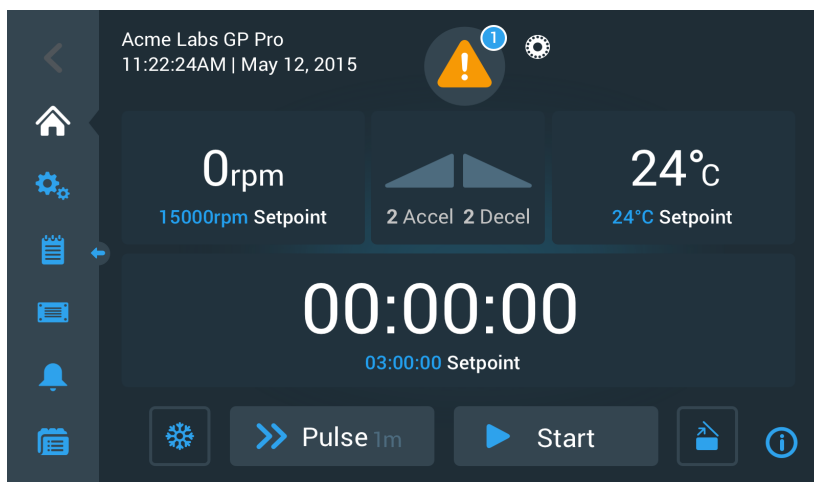 Acme Labs GP Pro
1
11:22:24AM | May 12, 2015
0rpm
15000rpm Setpoint
2 Accel 2 Decel
24°C
24°C Setpoint
00:00:00
03:00:00 Setpoint
Pulse 1m
Start